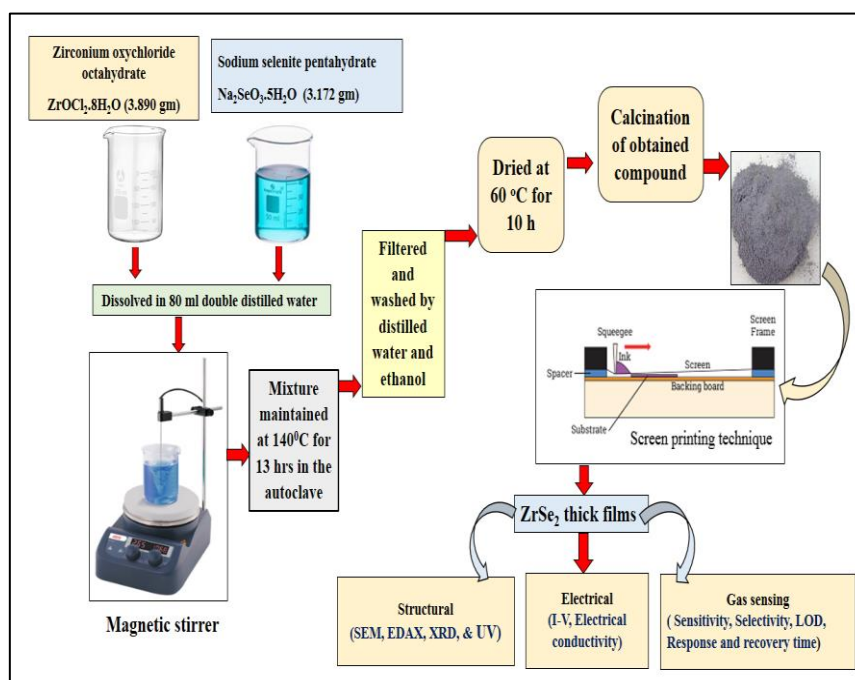 Zirconium oxychloride
octahydrate
ZrOCl₂.8H₂O (3.890 gm)
Sodium selenite pentahydrate
Na₂SeO₃.5H₂O (3.172 gm)
Dissolved in 80 ml double distilled water
Magnetic stirrer
Mixture
maintained
at 140⁰C for
13 hrs in the
autoclave
Filtered
and
washed by
distilled
water and
ethanol
Dried at
60 °C for
10 h
Calcination
of obtained
compound
Squeegee
Ink
Screen
Screen
Frame
Spacer
Backing board
Substrate
Screen printing technique
ZrSe₂ thick films
Structural
(SEM, EDAX, XRD, & UV)
Electrical
(I-V, Electrical
conductivity)
Gas sensing
( Sensitivity, Selectivity, LOD,
Response and recovery time)